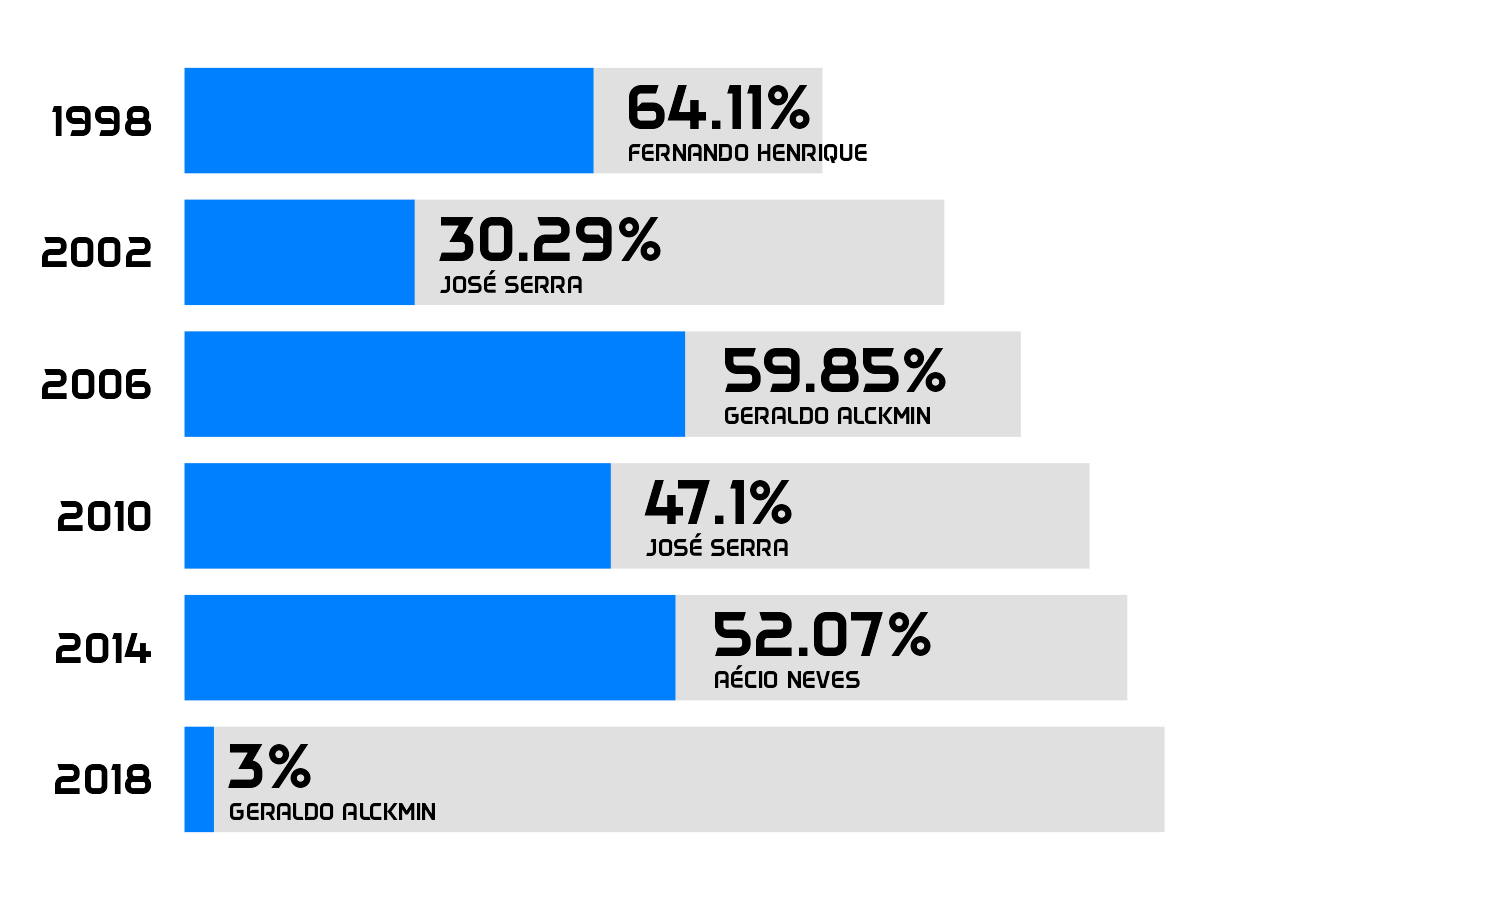 1998
64.11%
FERNANDO HENRIQUE
2002
30.29%
JOSÉ SERRA
2006
59.85%
GERALDO ALCKMIN
2010
47.1%
JOSÉ SERRA
2014
52.07%
AÉCIO NEVES
2018
3%
GERALDO ALCKMIN